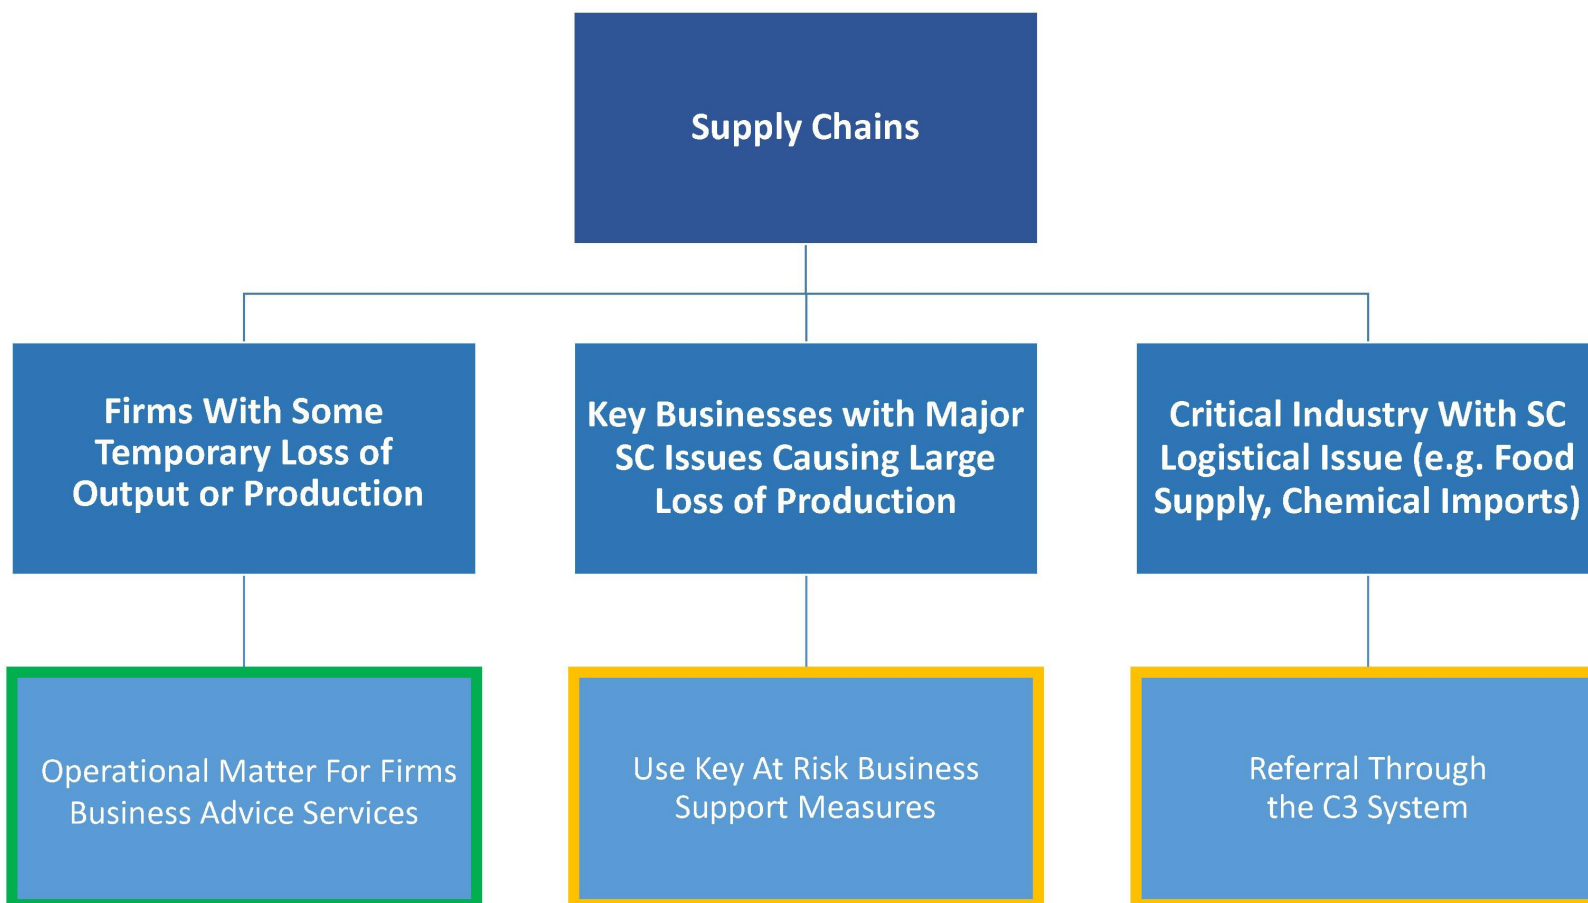 Supply Chains
Firms With Some
Temporary Loss of
Output or Production
Key Businesses with Major
SC Issues Causing Large
Loss of Production
Critical Industry With SC
Logistical Issue (e.g. Food
Supply, Chemical Imports)
Operational Matter For Firms
Business Advice Services
Use Key At Risk Business
Support Measures
Referral Through
the C3 System